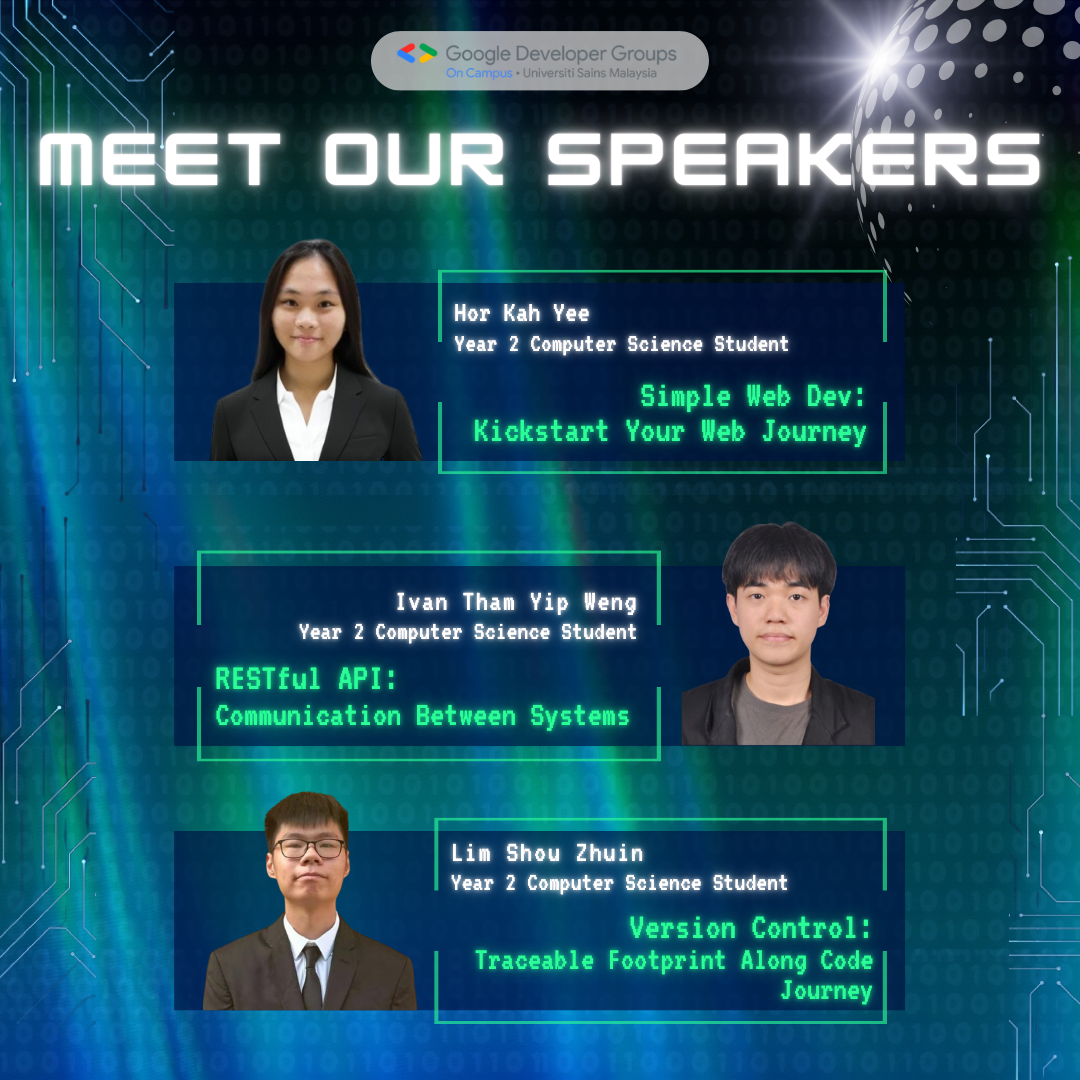 Google Developer Groups
On Campus • Universiti Sains Malaysia
MEET OUR SPEAKERS
Hor Kah Yee
Year 2 Computer Science Student
Simple Web Dev:
Kickstart Your Web Journey
Ivan Tham Yip Weng
Year 2 Computer Science Student
RESTful API:
Communication Between Systems
Lim Shou Zhuin
Year 2 Computer Science Student
Version Control:
Traceable Footprint Along Code
Journey